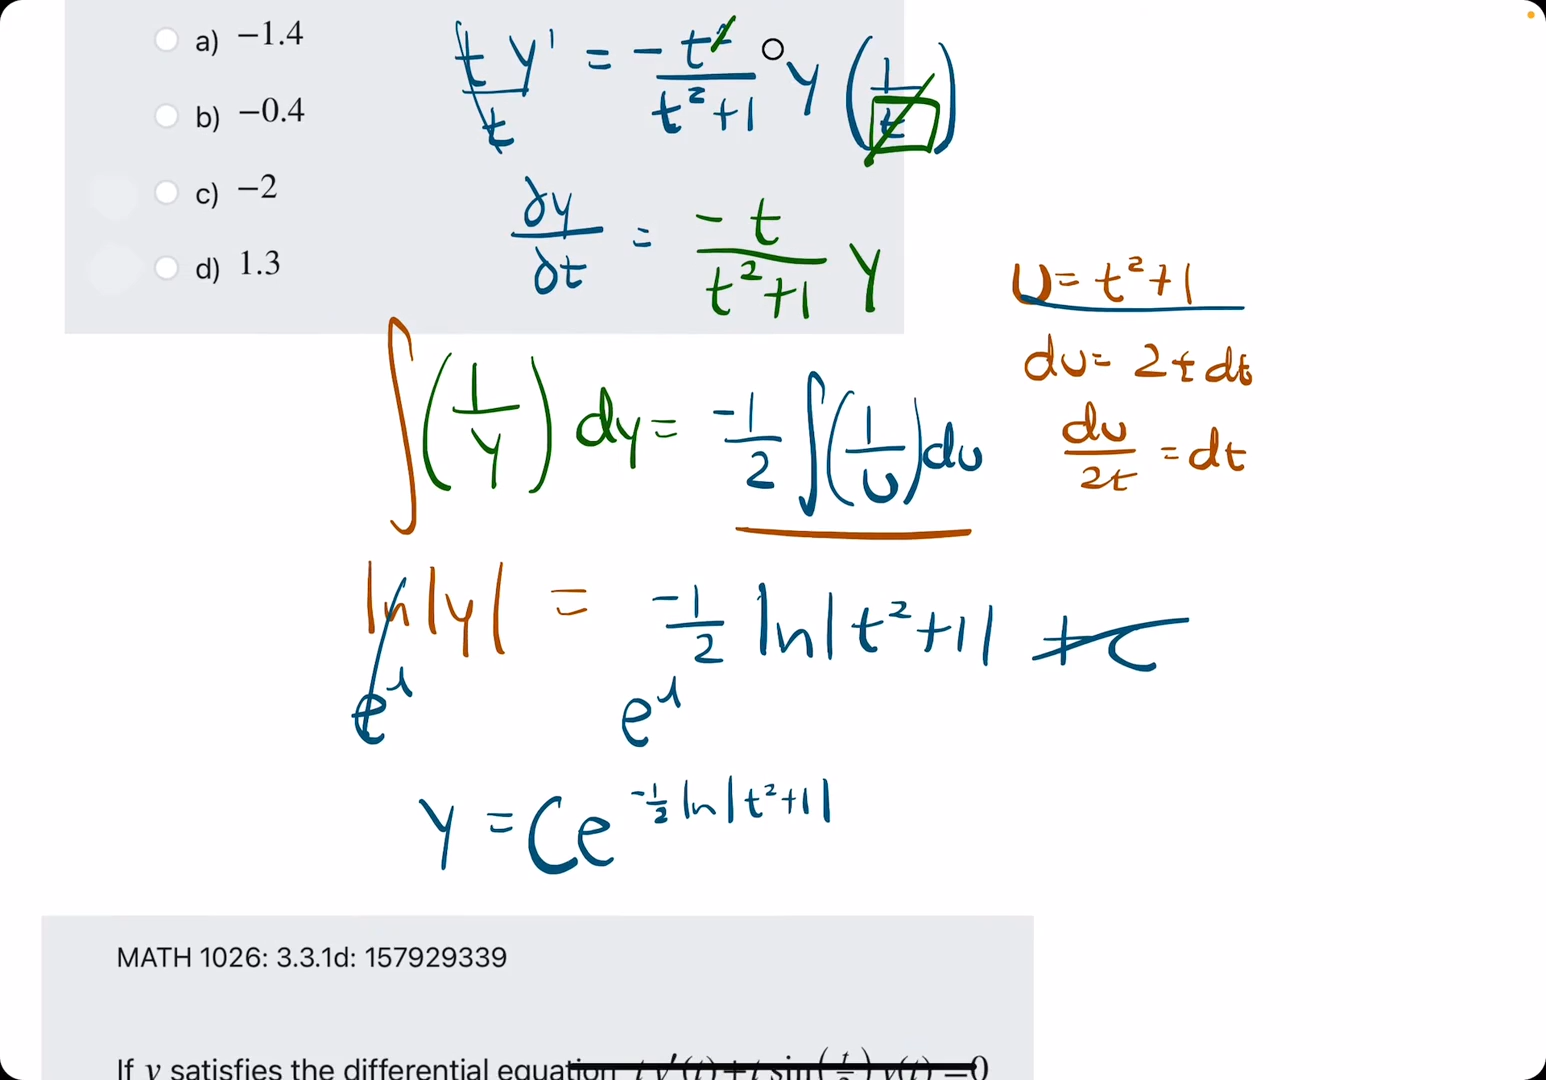 a) −1.4
b) −0.4
c) −2
d) 1.3
t y' / t = − t² / t²+1 y (1/t)
∂y/∂t = −t / t²+1 y
U = t²+1
du = 2t dt
du/2t = dt
∫(1/y) dy = −1/2 ∫(1/U) du
ln|y| = −1/2 ln|t²+1| +C
e^ e^
y = Ce^(−1/2 ln|t²+1|)
MATH 1026: 3.3.1d: 157929339
If y satisfies the differential equation